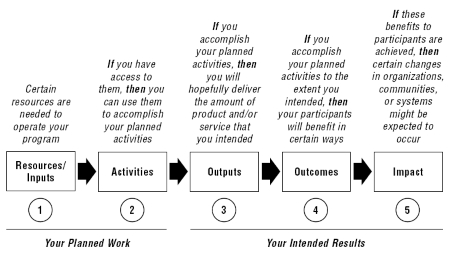 Certain
resources are
needed to
operate your
program
If you have
access to
them, then you
can use them
to accomplish
your planned
activities
If you
accomplish
your planned
activities, then
you will
hopefully deliver
the amount of
product and/or
service that
you intended
If you
accomplish
your planned
activities to the
extent you
intended, then
your participants
will benefit in
certain ways
If these
benefits to
participants are
achieved, then
certain changes
in organizations,
communities,
or systems
might be
expected to
occur
Resources/
Inputs
Activities
Outputs
Outcomes
Impact
1
2
3
4
5
Your Planned Work
Your Intended Results